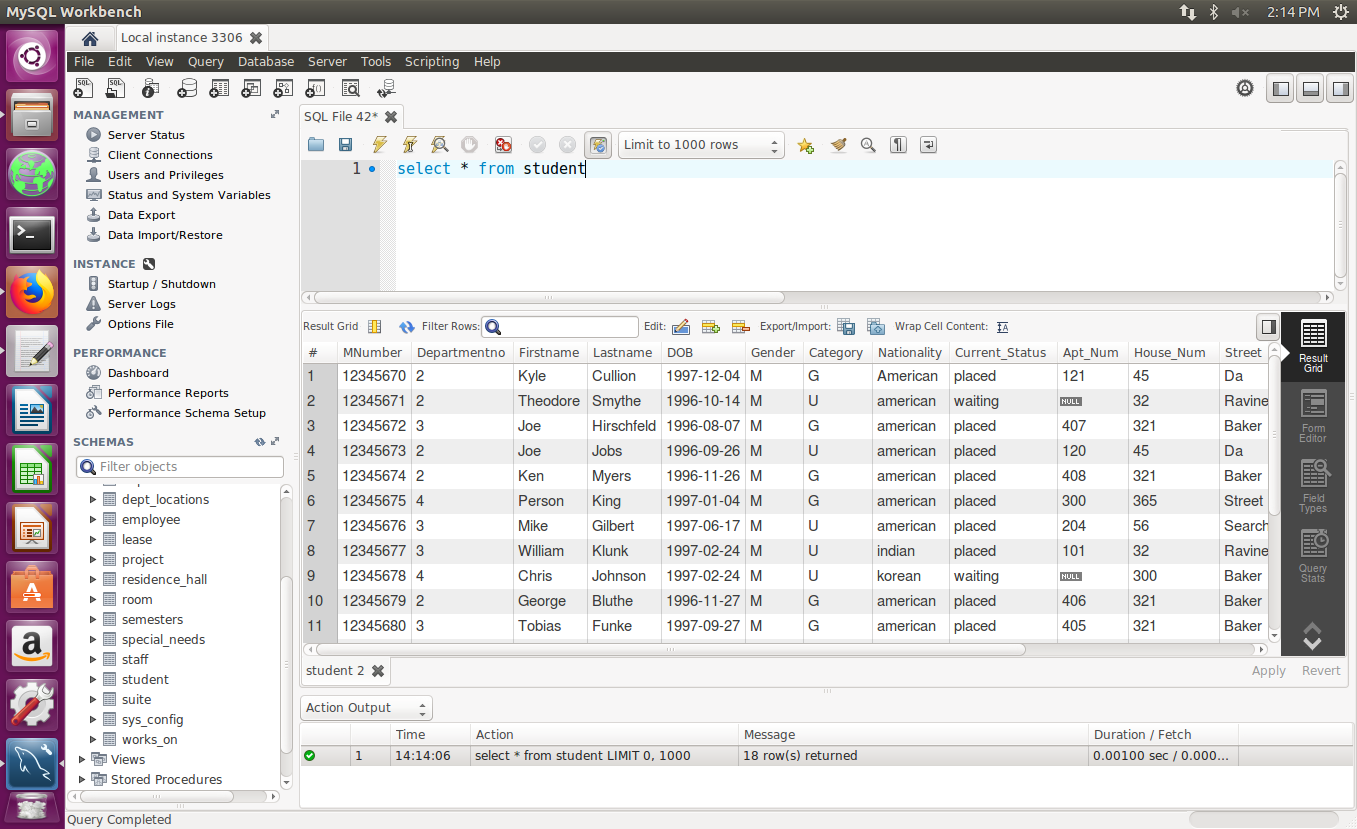 MySQL Workbench 2:14 PM
Local instance 3306
File Edit View Query Database Server Tools Scripting Help
MANAGEMENT
Server Status
Client Connections
Users and Privileges
Status and System Variables
Data Export
Data Import/Restore
INSTANCE
Startup / Shutdown
Server Logs
Options File
PERFORMANCE
Dashboard
Performance Reports
Performance Schema Setup
SCHEMAS
Filter objects
dept_locations
employee
lease
project
residence_hall
room
semesters
special_needs
staff
student
suite
sys_config
works_on
Views
Stored Procedures
SQL File 42*
Limit to 1000 rows
1 select * from student
Result Grid Filter Rows: Edit: Export/Import: Wrap Cell Content:
# MNumber Departmentno Firstname Lastname DOB Gender Category Nationality Current_Status Apt_Num House_Num Street
1 12345670 2 Kyle Cullion 1997-12-04 M G American placed 121 45 Da
2 12345671 2 Theodore Smythe 1996-10-14 M U american waiting NULL 32 Ravine
3 12345672 3 Joe Hirschfeld 1996-08-07 M G american placed 407 321 Baker
4 12345673 2 Joe Jobs 1996-09-26 M U american placed 120 45 Da
5 12345674 2 Ken Myers 1996-11-26 M G american placed 408 321 Baker
6 12345675 4 Person King 1997-01-04 M G american placed 300 365 Street
7 12345676 3 Mike Gilbert 1997-06-17 M U american placed 204 56 Search
8 12345677 3 William Klunk 1997-02-24 M U indian placed 101 32 Ravine
9 12345678 4 Chris Johnson 1997-02-24 M U korean waiting NULL 300 Baker
10 12345679 2 George Bluthe 1996-11-27 M G american placed 406 321 Baker
11 12345680 3 Tobias Funke 1997-09-27 M G american placed 405 321 Baker
Result
Grid
Form
Editor
Field
Types
Query
Stats
student 2 Apply Revert
Action Output
Time Action Message Duration / Fetch
1 14:14:06 select * from student LIMIT 0, 1000 18 row(s) returned 0.00100 sec / 0.000...
Query Completed